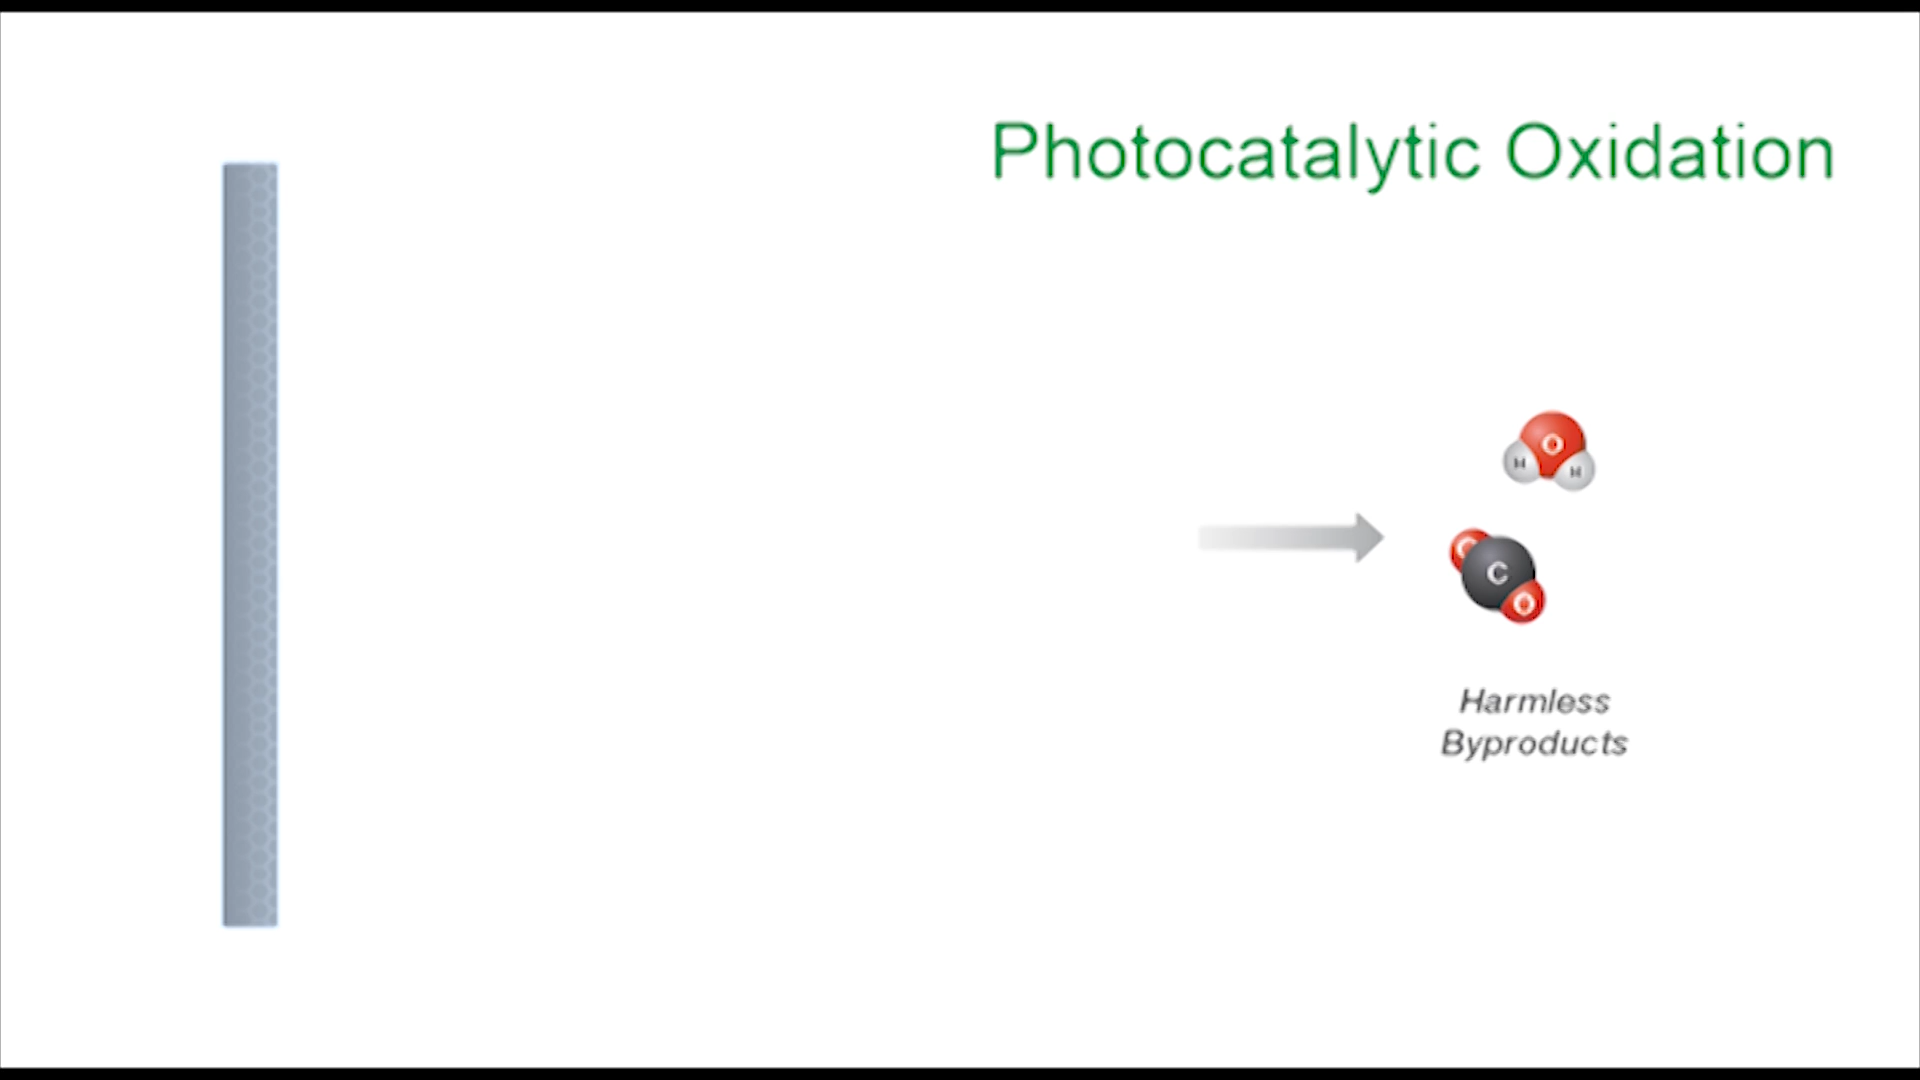 Photocatalytic Oxidation
O
H H
O
C
O
Harmless
Byproducts